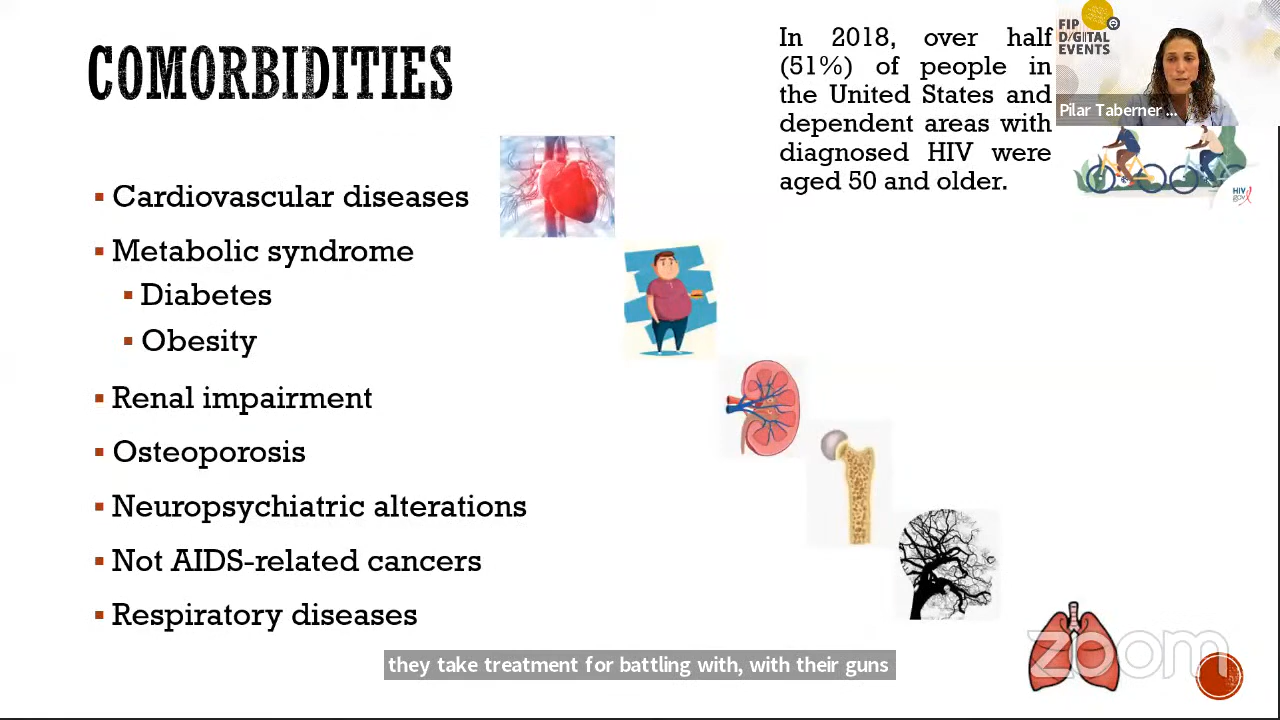 COMORBIDITIES
In 2018, over half
(51%) of people in
the United States and
dependent areas with
diagnosed HIV were
aged 50 and older.
FIP
DIGITAL
EVENTS
Pilar Taberner ...
HIV
gov
▪ Cardiovascular diseases
▪ Metabolic syndrome
▪ Diabetes
▪ Obesity
▪ Renal impairment
▪ Osteoporosis
▪ Neuropsychiatric alterations
▪ Not AIDS-related cancers
▪ Respiratory diseases
they take treatment for battling with, with their guns
zoom